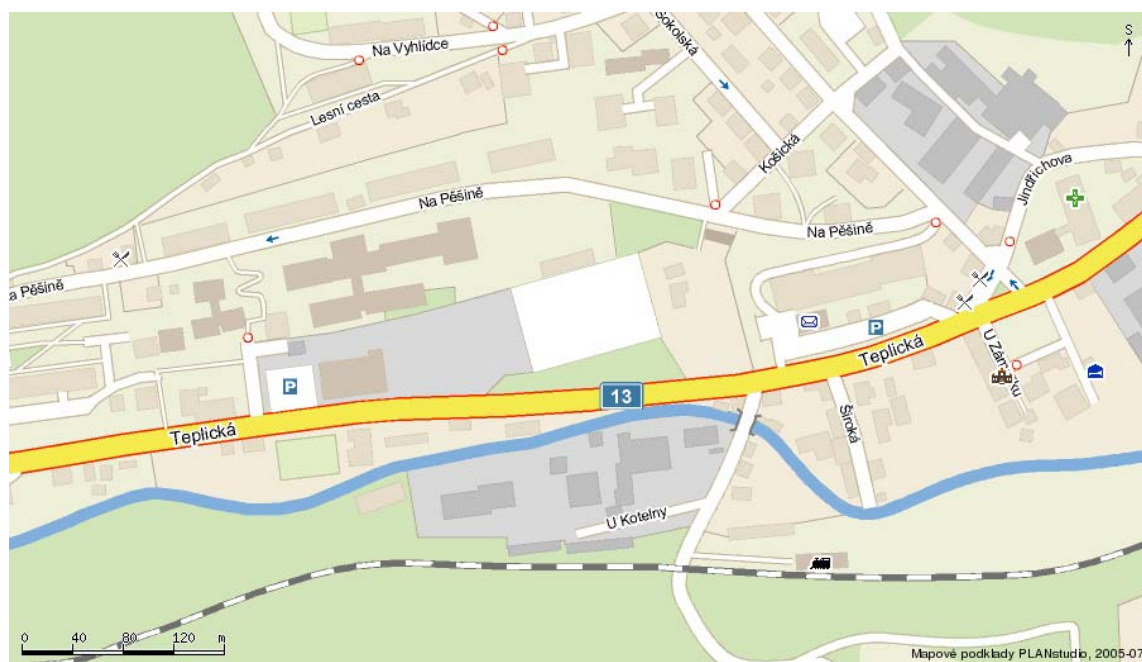 Sokolská
S
Na Vyhlídce
Lesní cesta
Košická
Jindřichova
Na Pěšině
Na Pěšině
a Pěšině
P
Teplická
U Zámečku
P
13
Široká
Teplická
U Kotelny
0 40 80 120 m
Mapové podklady PLANstudio, 2005-07